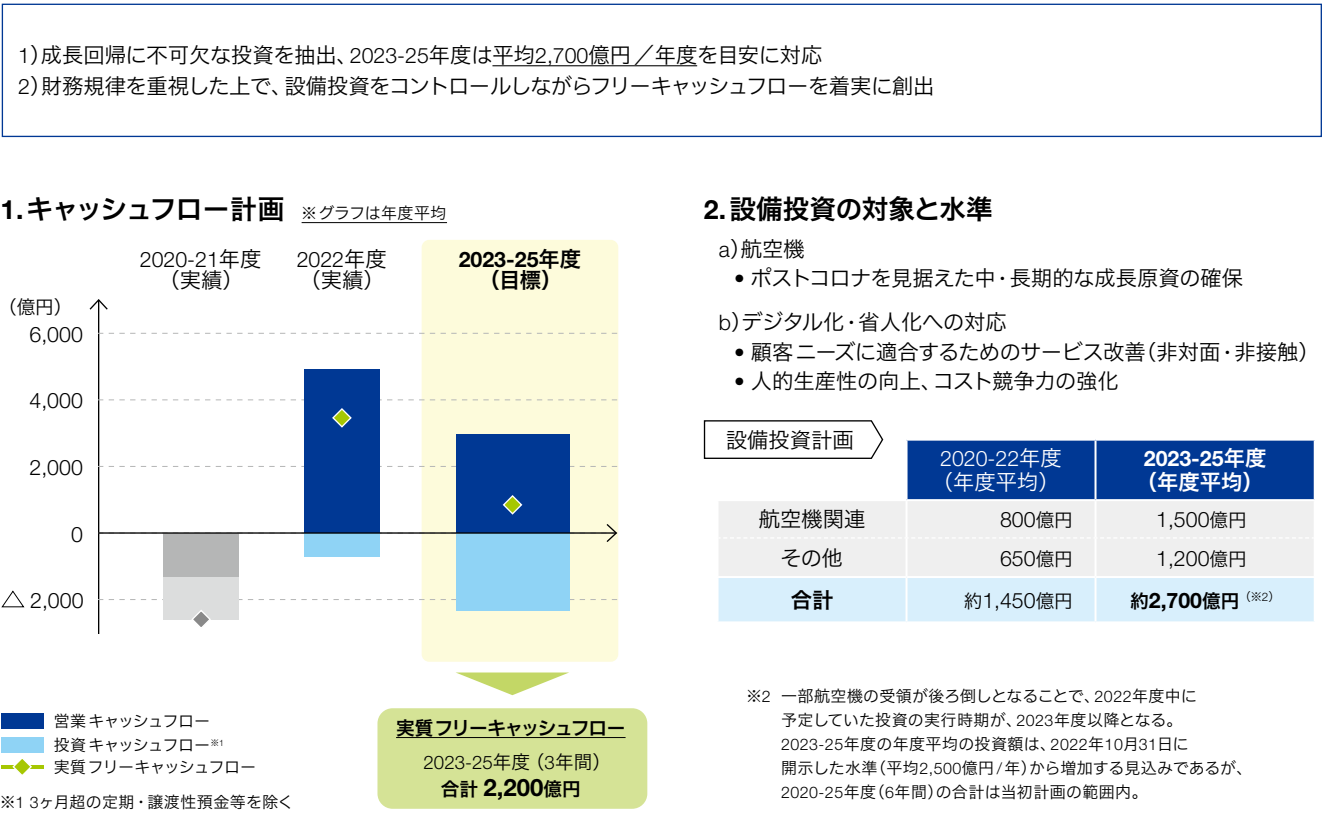 1)成長回帰に不可欠な投資を抽出、2023-25年度は平均2,700億円／年度を目安に対応
2)財務規律を重視した上で、設備投資をコントロールしながらフリーキャッシュフローを着実に創出
1.キャッシュフロー計画 ※グラフは年度平均
2020-21年度
（実績）
2022年度
（実績）
2023-25年度
（目標）
（億円）
6,000
4,000
2,000
0
△ 2,000
営業キャッシュフロー
投資キャッシュフロー※1
実質フリーキャッシュフロー
※1 3ヶ月超の定期・譲渡性預金等を除く
実質フリーキャッシュフロー
2023-25年度（3年間）
合計 2,200億円
2.設備投資の対象と水準
a)航空機
• ポストコロナを見据えた中・長期的な成長原資の確保
b)デジタル化・省人化への対応
• 顧客ニーズに適合するためのサービス改善（非対面・非接触）
• 人的生産性の向上、コスト競争力の強化
設備投資計画
2020-22年度
（年度平均）
2023-25年度
（年度平均）
航空機関連 800億円 1,500億円
その他 650億円 1,200億円
合計 約1,450億円 約2,700億円（※2）
※2 一部航空機の受領が後ろ倒しとなることで、2022年度中に
予定していた投資の実行時期が、2023年度以降となる。
2023-25年度の年度平均の投資額は、2022年10月31日に
開示した水準（平均2,500億円/年）から増加する見込みであるが、
2020-25年度（6年間）の合計は当初計画の範囲内。